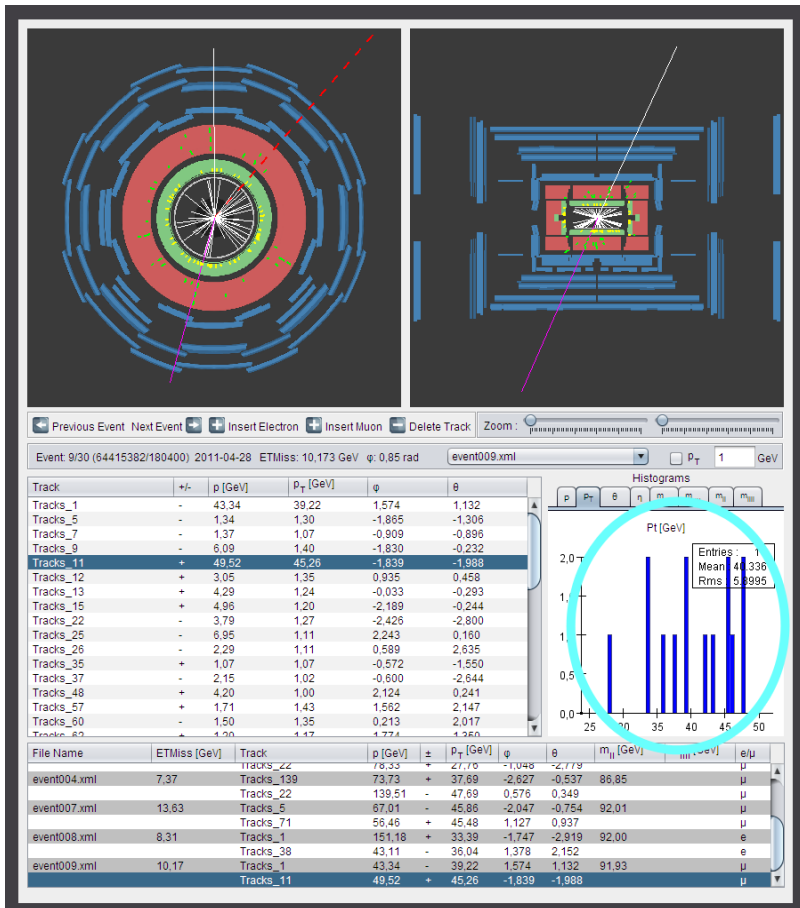 Previous Event Next Event Insert Electron Insert Muon Delete Track Zoom :
Event: 9/30 (64415382/180400) 2011-04-28 ETMiss: 10,173 GeV φ: 0,85 rad event009.xml pT 1 GeV
Track +/- p [GeV] pT [GeV] φ θ
Tracks_1 - 43,34 39,22 1,574 1,132
Tracks_5 - 1,34 1,30 -1,865 -1,306
Tracks_7 - 1,37 1,07 -0,909 -0,896
Tracks_9 - 6,09 1,40 -1,830 -0,232
Tracks_11 + 49,52 45,26 -1,839 -1,988
Tracks_12 + 3,05 1,35 0,935 0,458
Tracks_13 + 4,29 1,24 -0,033 -0,293
Tracks_15 + 4,96 1,20 -2,189 -0,244
Tracks_22 - 3,79 1,27 -2,426 -2,800
Tracks_25 - 6,95 1,11 2,243 0,160
Tracks_26 - 2,29 1,11 0,589 2,635
Tracks_35 + 1,07 1,07 -0,572 -1,550
Tracks_37 - 2,15 1,02 -0,600 -2,644
Tracks_48 + 4,20 1,00 2,124 0,241
Tracks_57 + 1,71 1,43 1,562 2,147
Tracks_60 - 1,50 1,35 0,213 2,017
Histograms
p pT θ η
Pt [GeV]
Entries :
Mean
Rms :
2,0
0,0
25 35 40 45 50
File Name ETMiss [GeV] Track p [GeV] ± pT [GeV] φ θ mll [GeV] [GeV] e/μ
Tracks_22 78,33 + 27,76 -1,048 -2,779 μ
event004.xml 7,37 Tracks_139 73,73 + 37,69 -2,627 -0,537 86,85 μ
Tracks_22 139,51 - 47,69 0,576 0,349 μ
event007.xml 13,63 Tracks_5 67,01 - 45,86 -2,047 -0,754 92,01 μ
Tracks_71 56,46 + 45,48 1,127 0,937 μ
event008.xml 8,31 Tracks_1 151,18 + 33,39 -1,747 -2,919 92,00 e
Tracks_38 43,11 - 36,04 1,378 2,152 e
event009.xml 10,17 Tracks_1 43,34 - 39,22 1,574 1,132 91,93 μ
Tracks_11 49,52 + 45,26 -1,839 -1,988 μ